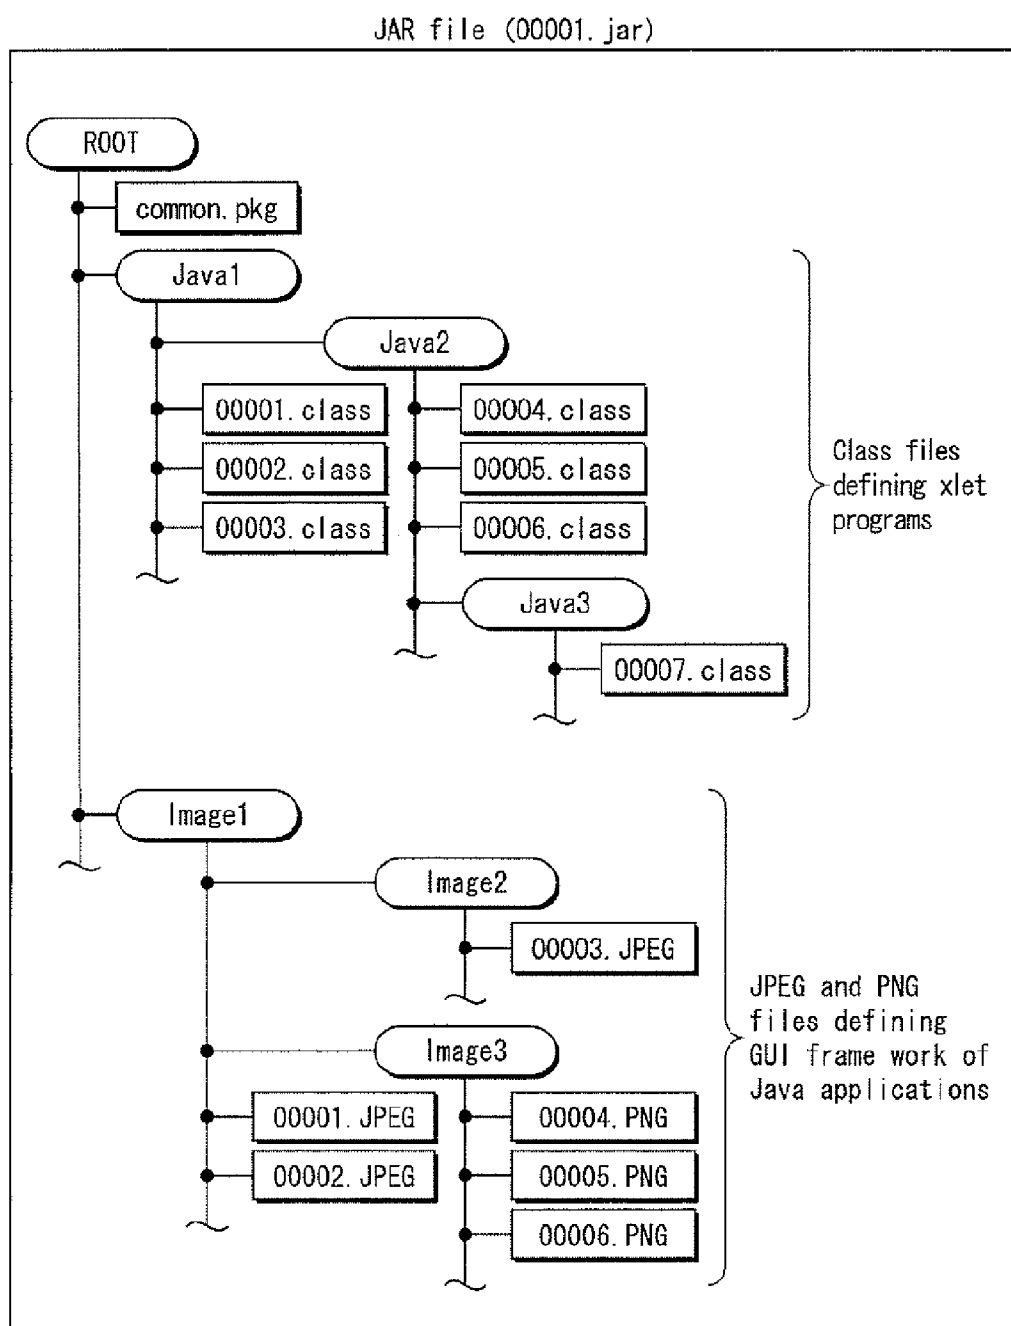 JAR file (00001.jar)
ROOT
common.pkg
Java1
Java2
00001.class
00004.class
00002.class
00005.class
00003.class
00006.class
Java3
00007.class
Class files
defining xlet
programs
Image1
Image2
00003.JPEG
Image3
00001.JPEG
00004.PNG
00002.JPEG
00005.PNG
00006.PNG
JPEG and PNG
files defining
GUI frame work of
Java applications